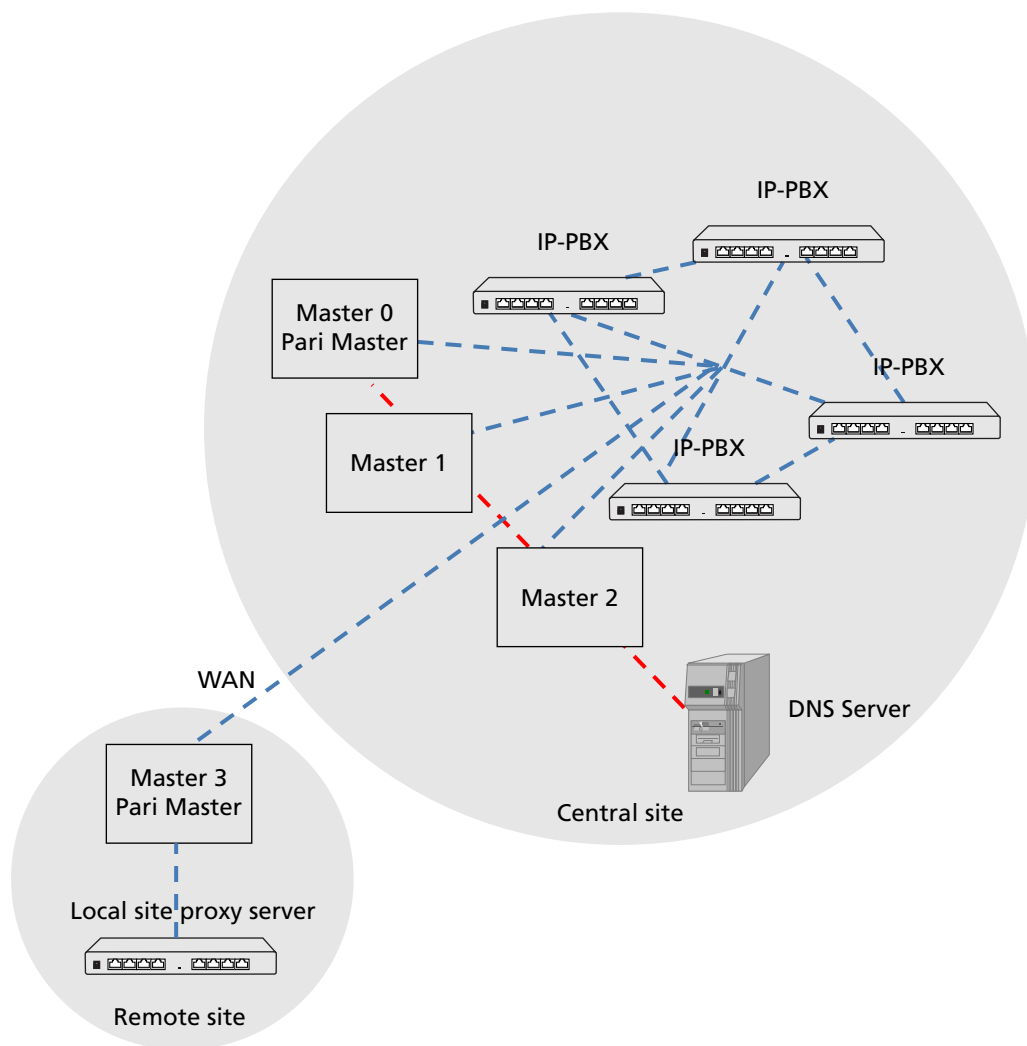 IP-PBX
IP-PBX
Master 0
Pari Master
IP-PBX
Master 1
IP-PBX
Master 2
WAN
DNS Server
Master 3
Pari Master
Central site
Local site proxy server
Remote site